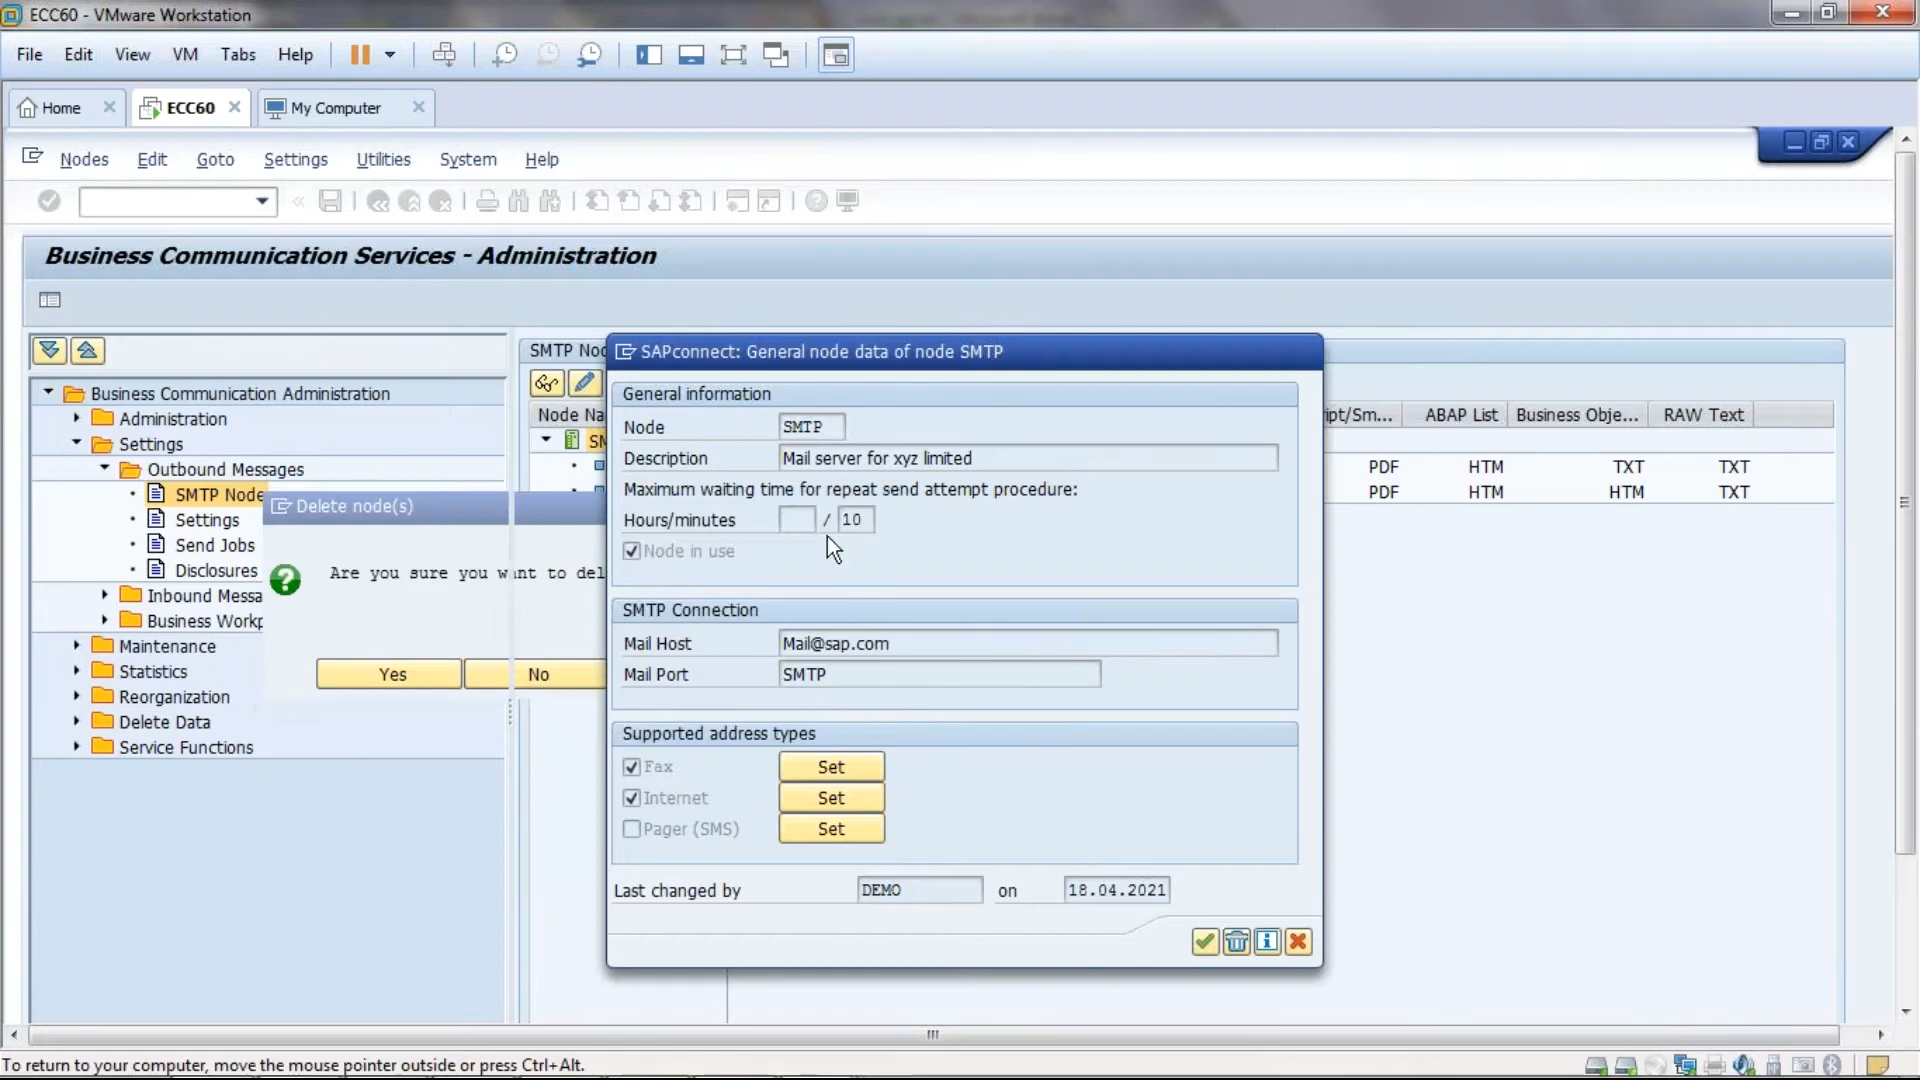 ECC60 - VMware Workstation
File Edit View VM Tabs Help
Home ECC60 My Computer
Nodes Edit Goto Settings Utilities System Help
Business Communication Services - Administration
Business Communication Administration
Administration
Settings
Outbound Messages
SMTP Node
Settings
Send Jobs
Disclosures
Inbound Messa
Business Workp
Maintenance
Statistics
Reorganization
Delete Data
Service Functions
Delete node(s)
Are you sure you want to del
Yes No
SMTP Nod
Node Na
SM
ipt/Sm... ABAP List Business Obje... RAW Text
PDF HTM TXT TXT
PDF HTM HTM TXT
SAPconnect: General node data of node SMTP
General information
Node SMTP
Description Mail server for xyz limited
Maximum waiting time for repeat send attempt procedure:
Hours/minutes / 10
Node in use
SMTP Connection
Mail Host Mail@sap.com
Mail Port SMTP
Supported address types
Fax Set
Internet Set
Pager (SMS) Set
Last changed by DEMO on 18.04.2021
To return to your computer, move the mouse pointer outside or press Ctrl+Alt.